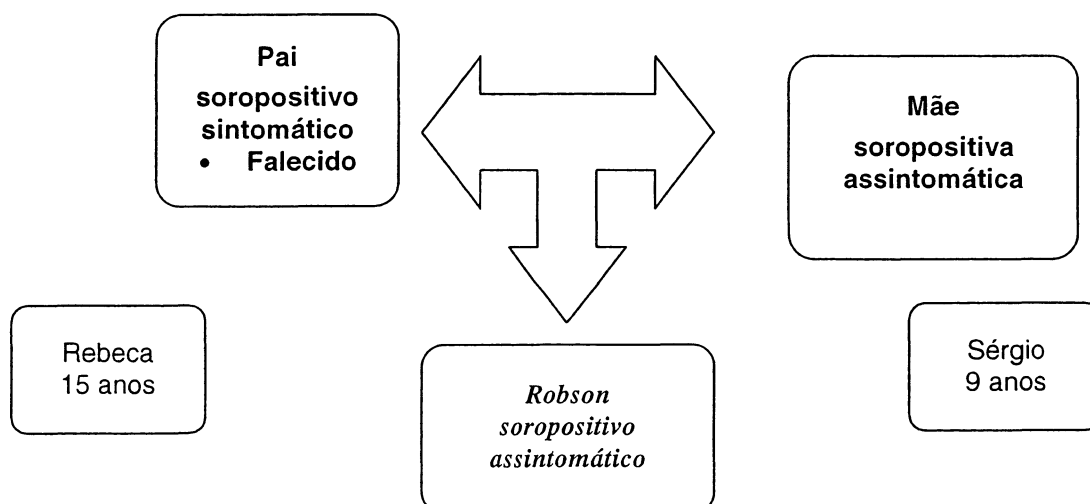 Pai
soropositivo
sintomático
• Falecido
Mãe
soropositiva
assintomática
Rebeca
15 anos
Robson
soropositivo
assintomático
Sérgio
9 anos